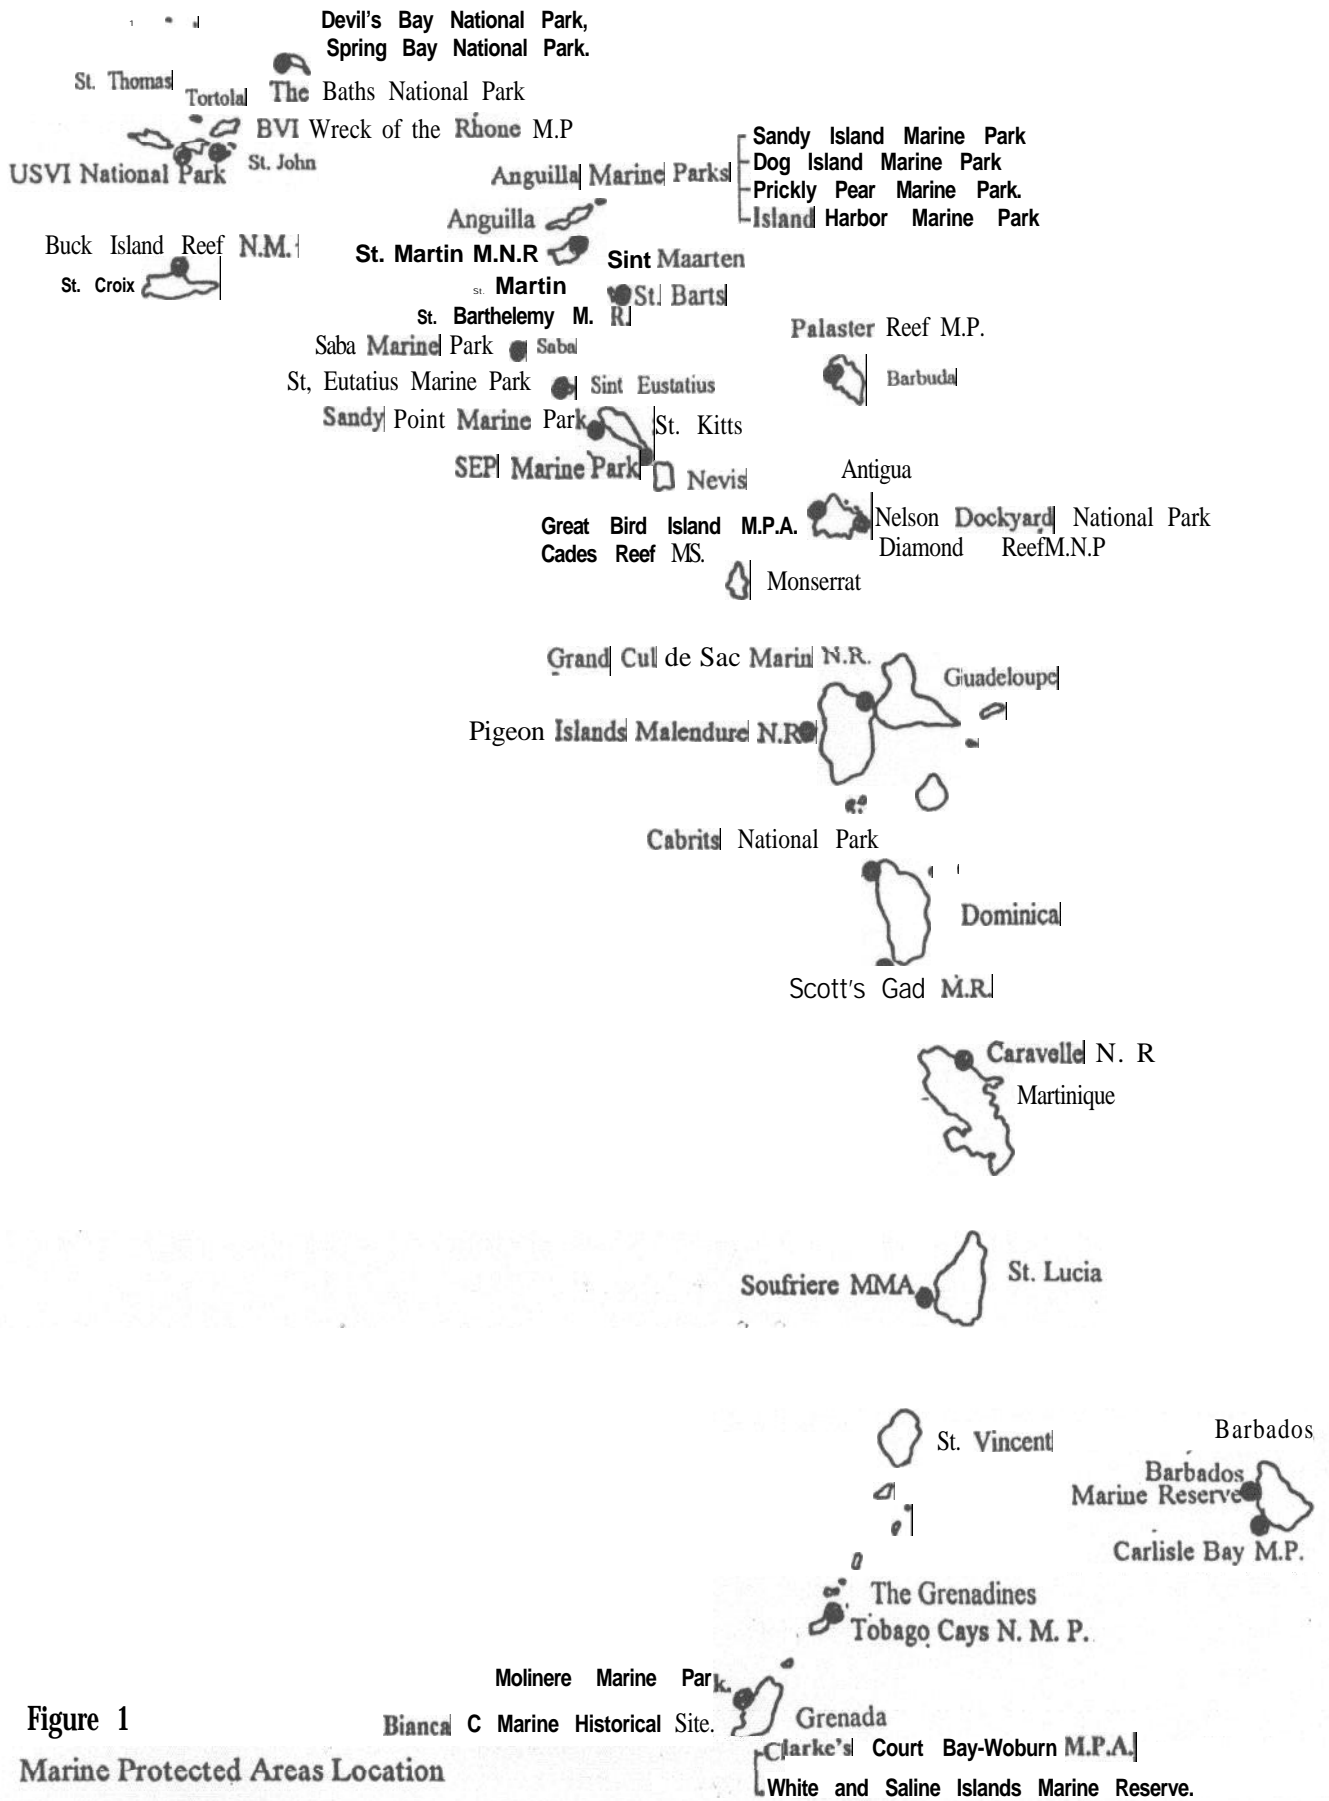 Devil's Bay National Park,
Spring Bay National Park.
St. Thomas
Tortola
The Baths National Park
BVI Wreck of the Rhone M.P
USVI National Park
St. John
Anguilla Marine Parks
Sandy Island Marine Park
Dog Island Marine Park
Prickly Pear Marine Park.
Island Harbor Marine Park
Anguilla
Buck Island Reef N.M.
St. Croix
St. Martin M.N.R
Sint Maarten
St. Martin
St. Barts
St. Barthelemy M. R.
Saba Marine Park
Saba
Palaster Reef M.P.
Barbuda
St, Eutatius Marine Park
Sint Eustatius
Sandy Point Marine Park
St. Kitts
SEP Marine Park
Nevis
Antigua
Great Bird Island M.P.A.
Cades Reef MS.
Nelson Dockyard National Park
Diamond ReefM.N.P
Monserrat
Grand Cul de Sac Marin N.R.
Guadeloupe
Pigeon Islands Malendure N.R
Cabrits National Park
Dominica
Scott's Gad M.R.
Caravelle N. R
Martinique
Soufriere MMA
St. Lucia
St. Vincent
Barbados
Barbados
Marine Reserve
Carlisle Bay M.P.
The Grenadines
Tobago Cays N. M. P.
Molinere Marine Park.
Bianca C Marine Historical Site.
Grenada
Clarke's Court Bay-Woburn M.P.A.
White and Saline Islands Marine Reserve.
Figure 1
Marine Protected Areas Location